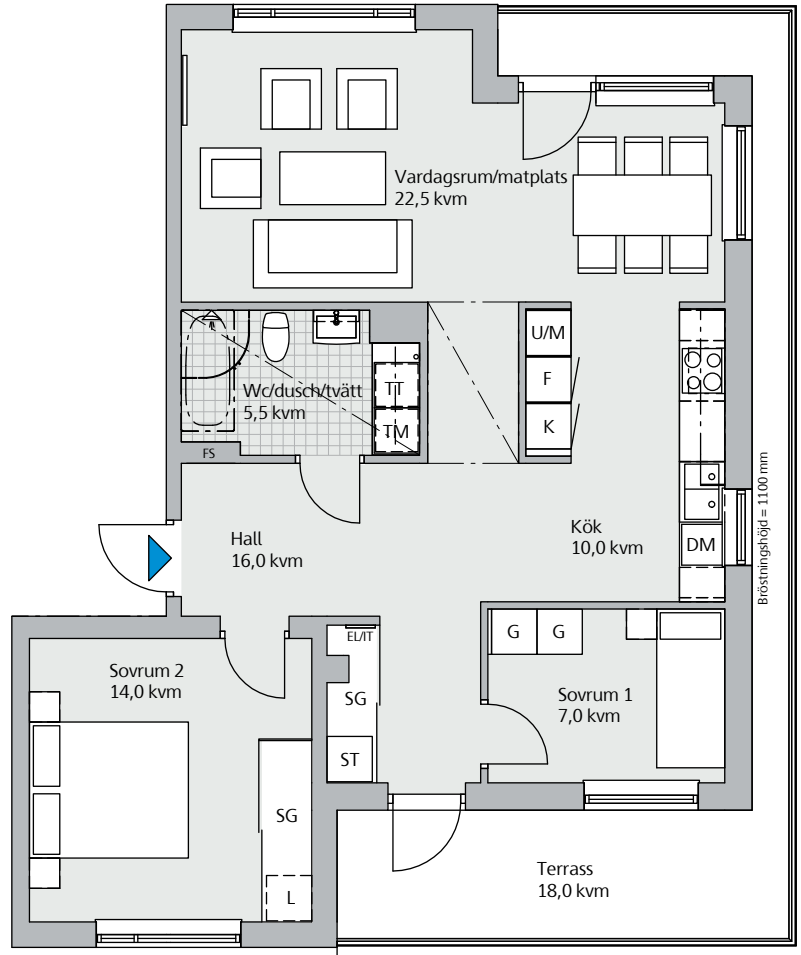 Vardagsrum/matplats
22,5 kvm
U/M
F
K
Wc/dusch/tvätt
5,5 kvm
TT
TM
FS
Hall
16,0 kvm
Kök
10,0 kvm
DM
Bröstningshöjd = 1100 mm
EL/IT
SG
ST
G G
Sovrum 1
7,0 kvm
Sovrum 2
14,0 kvm
SG
L
Terrass
18,0 kvm